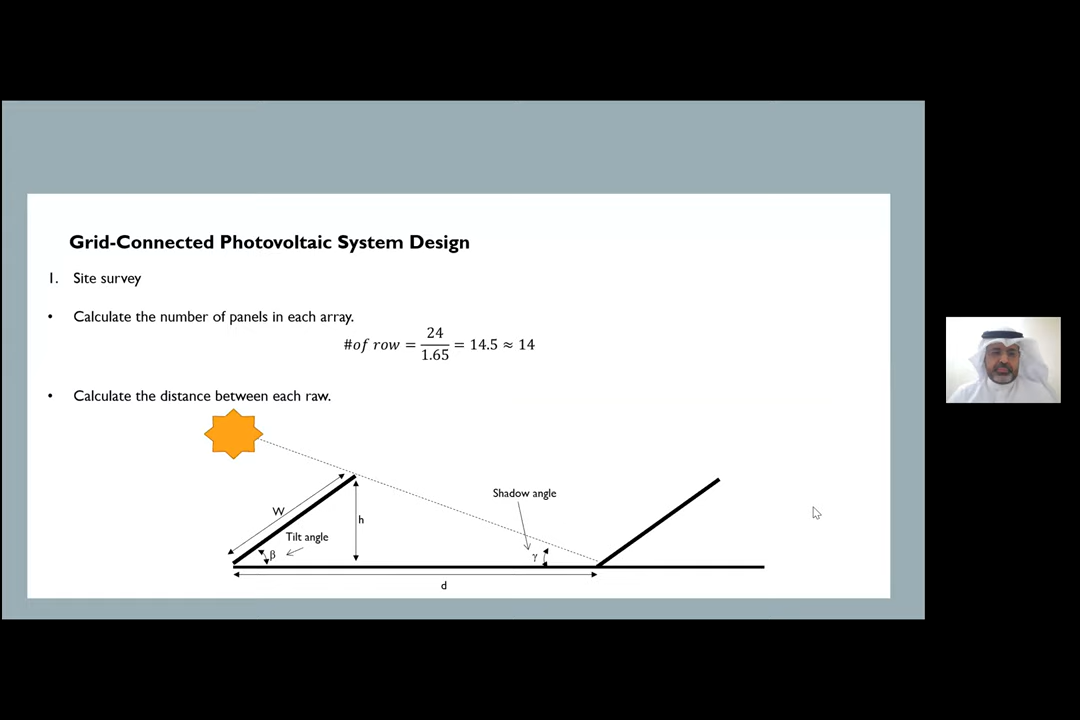 Grid-Connected Photovoltaic System Design
1. Site survey
• Calculate the number of panels in each array.
#of row = 24/1.65 = 14.5 ≈ 14
• Calculate the distance between each raw.
Shadow angle
W
h
Tilt angle
β
γ
d